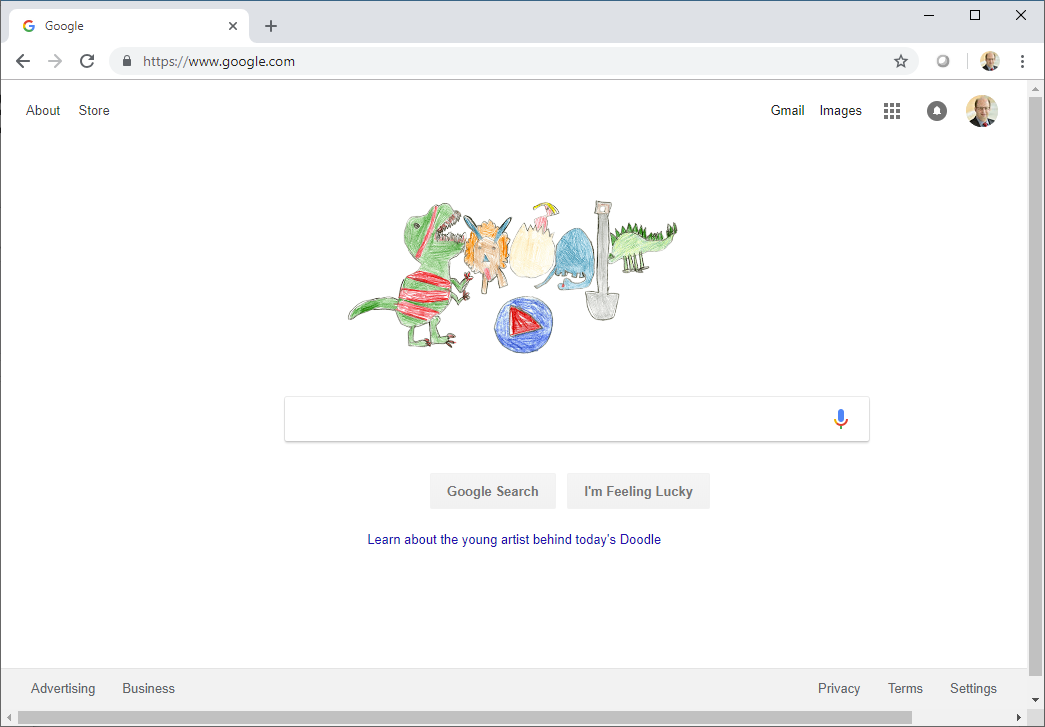 Google
https://www.google.com
About Store Gmail Images
Google Search I'm Feeling Lucky
Learn about the young artist behind today's Doodle
Advertising Business Privacy Terms Settings